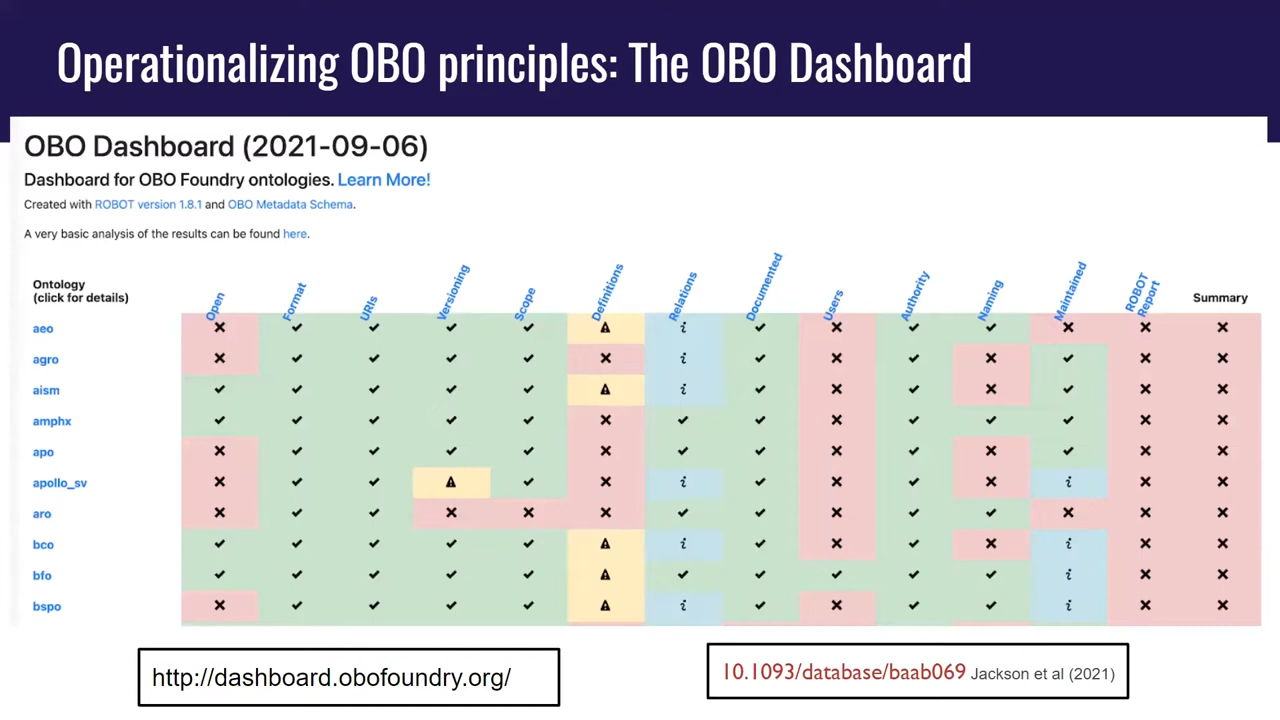 Operationalizing OBO principles: The OBO Dashboard
OBO Dashboard (2021-09-06)
Dashboard for OBO Foundry ontologies. Learn More!
Created with ROBOT version 1.8.1 and OBO Metadata Schema.
A very basic analysis of the results can be found here.
Ontology
(click for details)
Open
Format
URIs
Versioning
Scope
Definitions
Relations
Documented
Users
Authority
Naming
Maintained
ROBOT
Report
Summary
aeo
agro
aism
amphx
apo
apollo_sv
aro
bco
bfo
bspo
http://dashboard.obofoundry.org/
10.1093/database/baab069 Jackson et al (2021)